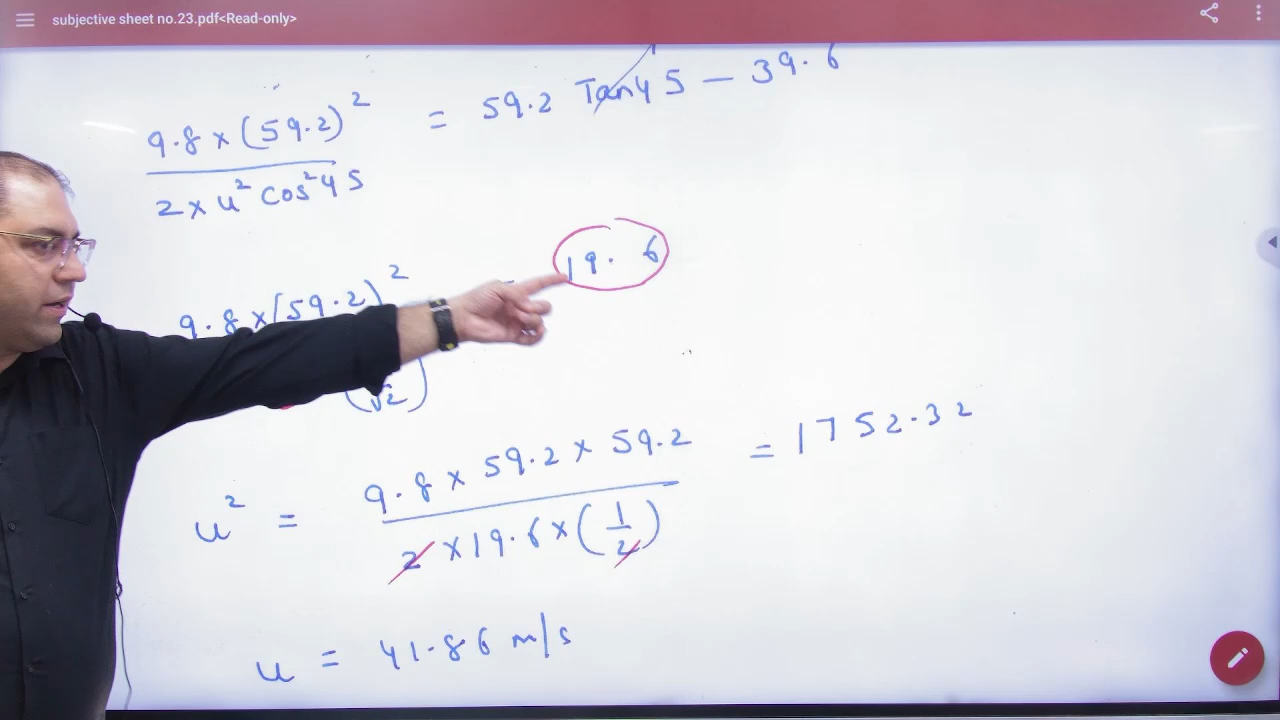 subjective sheet no.23.pdf<Read-only>
9.8 × (59.2)² = 59.2 Tan45 − 39.6
2 × u² cos²45
9.8 × (59.2)² 19.6
(√2)
u² = 9.8 × 59.2 × 59.2 = 1752.32
2 × 19.6 × (1/2)
u = 41.86 m/s